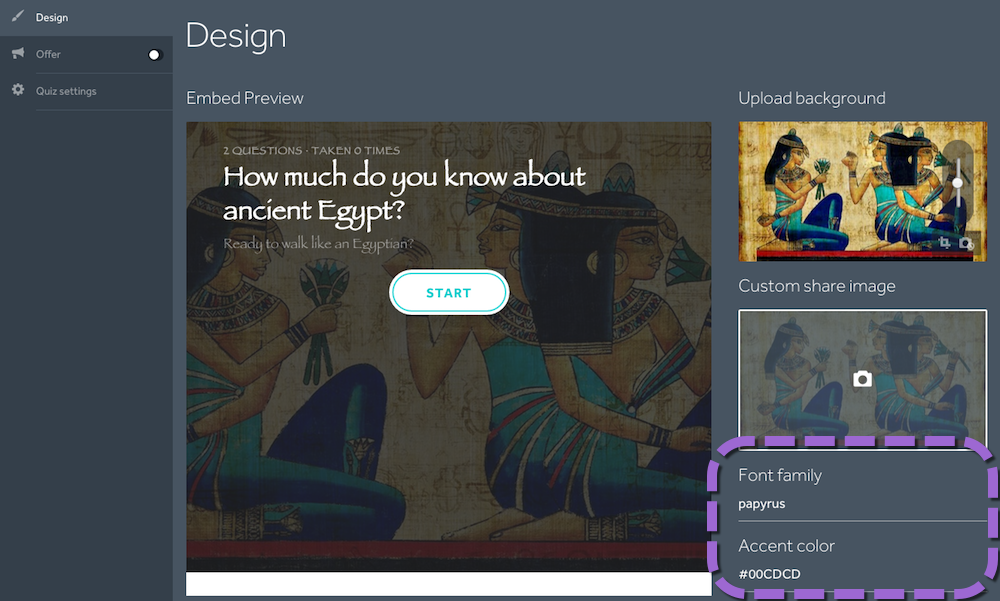 Design
Offer
Quiz settings
Design
Embed Preview
2 QUESTIONS · TAKEN 0 TIMES
How much do you know about
ancient Egypt?
Ready to walk like an Egyptian?
START
Upload background
Custom share image
Font family
papyrus
Accent color
#00CDCD